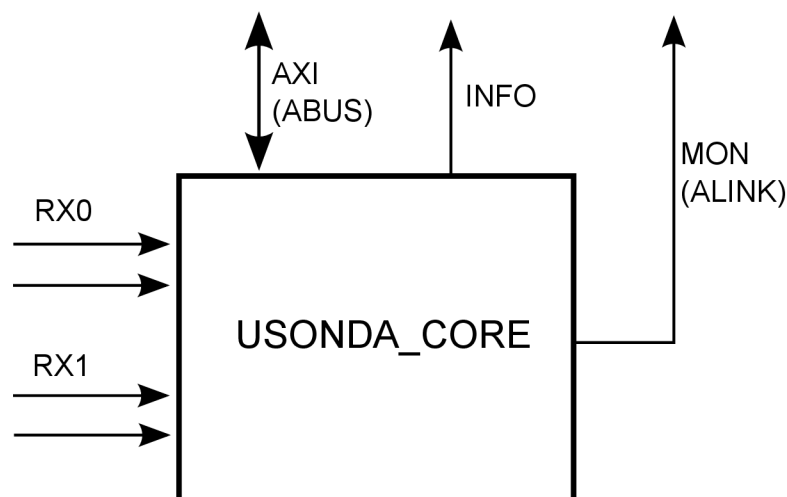 AXI
(ABUS)
INFO
MON
(ALINK)
RX0
USONDA_CORE
RX1